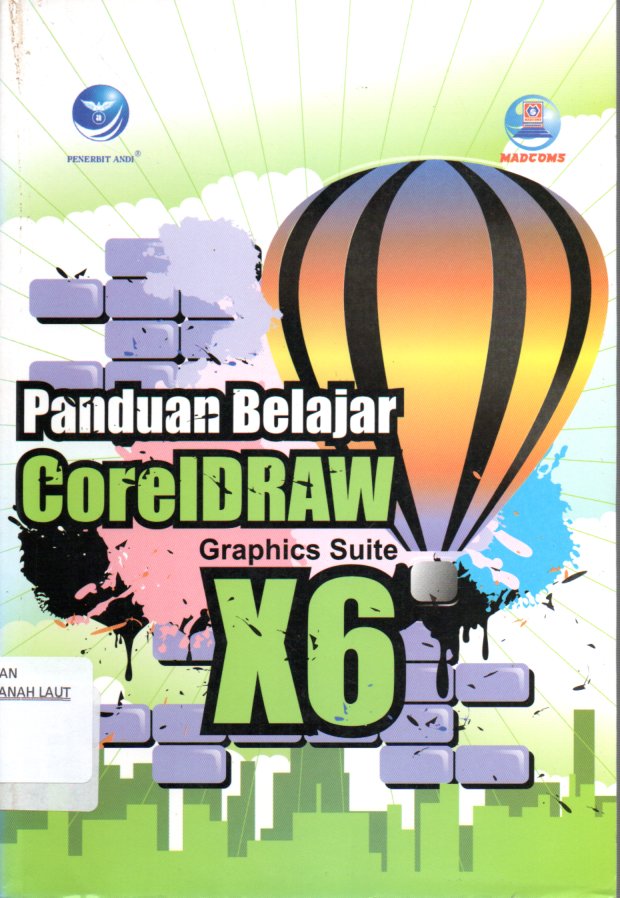 PENERBIT ANDI®
MADCOMS
Panduan Belajar
CorelDRAW
Graphics Suite
X6
AN
ANAH LAUT